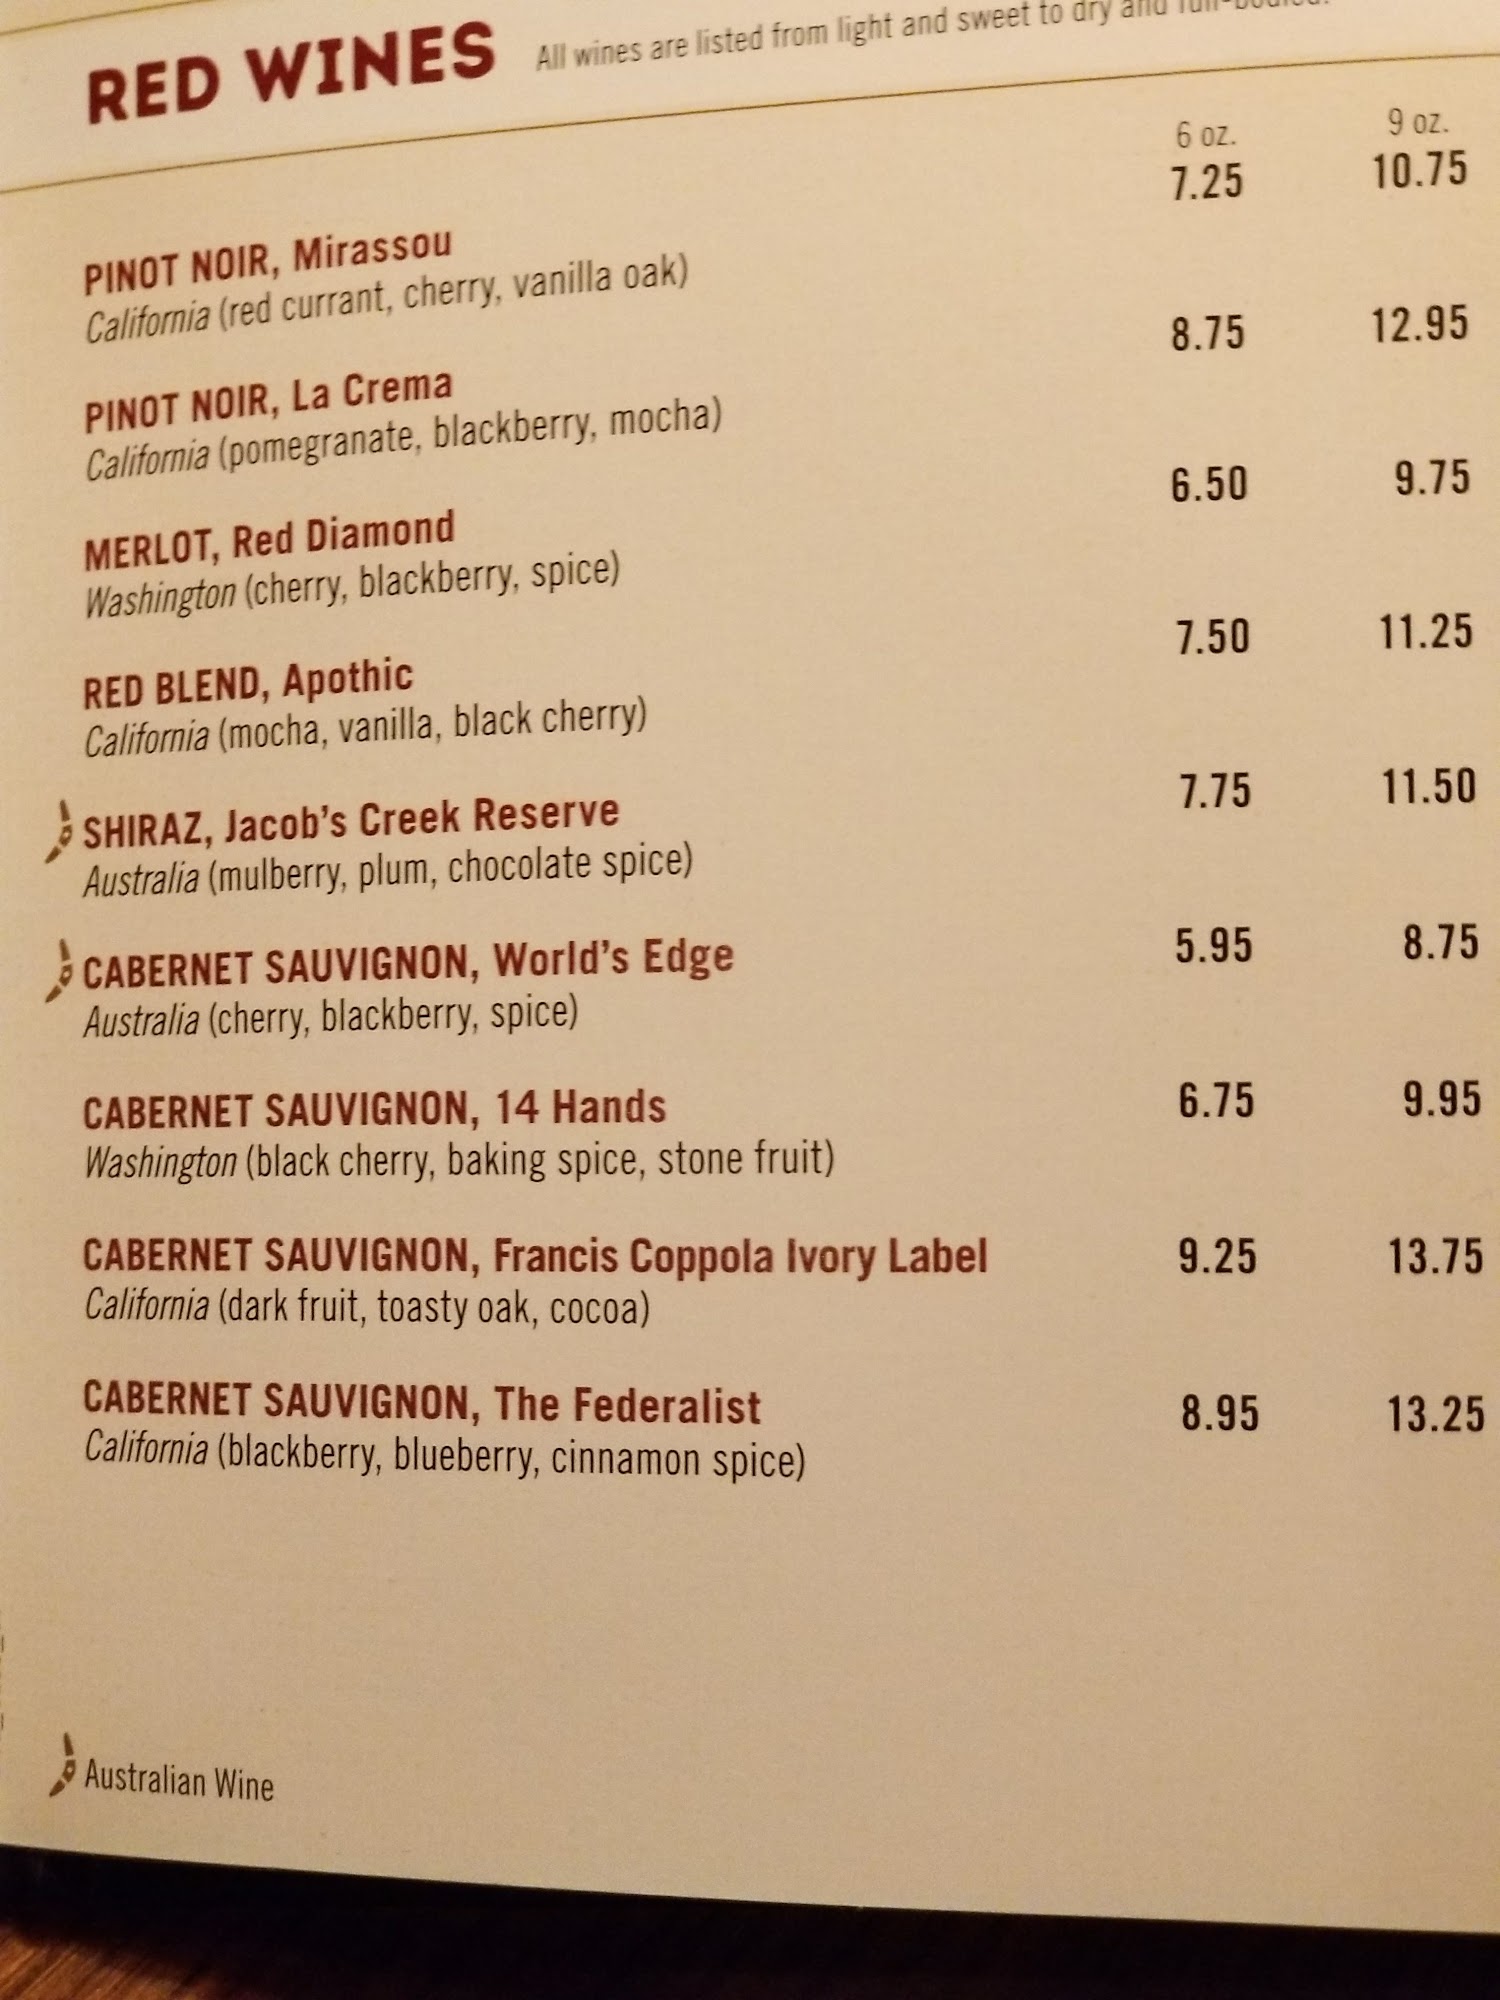 RED WINES All wines are listed from light and sweet to dry and full-bodied.
6 oz. 9 oz.
PINOT NOIR, Mirassou 7.25 10.75
California (red currant, cherry, vanilla oak)
PINOT NOIR, La Crema 8.75 12.95
California (pomegranate, blackberry, mocha)
MERLOT, Red Diamond 6.50 9.75
Washington (cherry, blackberry, spice)
RED BLEND, Apothic 7.50 11.25
California (mocha, vanilla, black cherry)
SHIRAZ, Jacob's Creek Reserve 7.75 11.50
Australia (mulberry, plum, chocolate spice)
CABERNET SAUVIGNON, World's Edge 5.95 8.75
Australia (cherry, blackberry, spice)
CABERNET SAUVIGNON, 14 Hands 6.75 9.95
Washington (black cherry, baking spice, stone fruit)
CABERNET SAUVIGNON, Francis Coppola Ivory Label 9.25 13.75
California (dark fruit, toasty oak, cocoa)
CABERNET SAUVIGNON, The Federalist 8.95 13.25
California (blackberry, blueberry, cinnamon spice)
Australian Wine